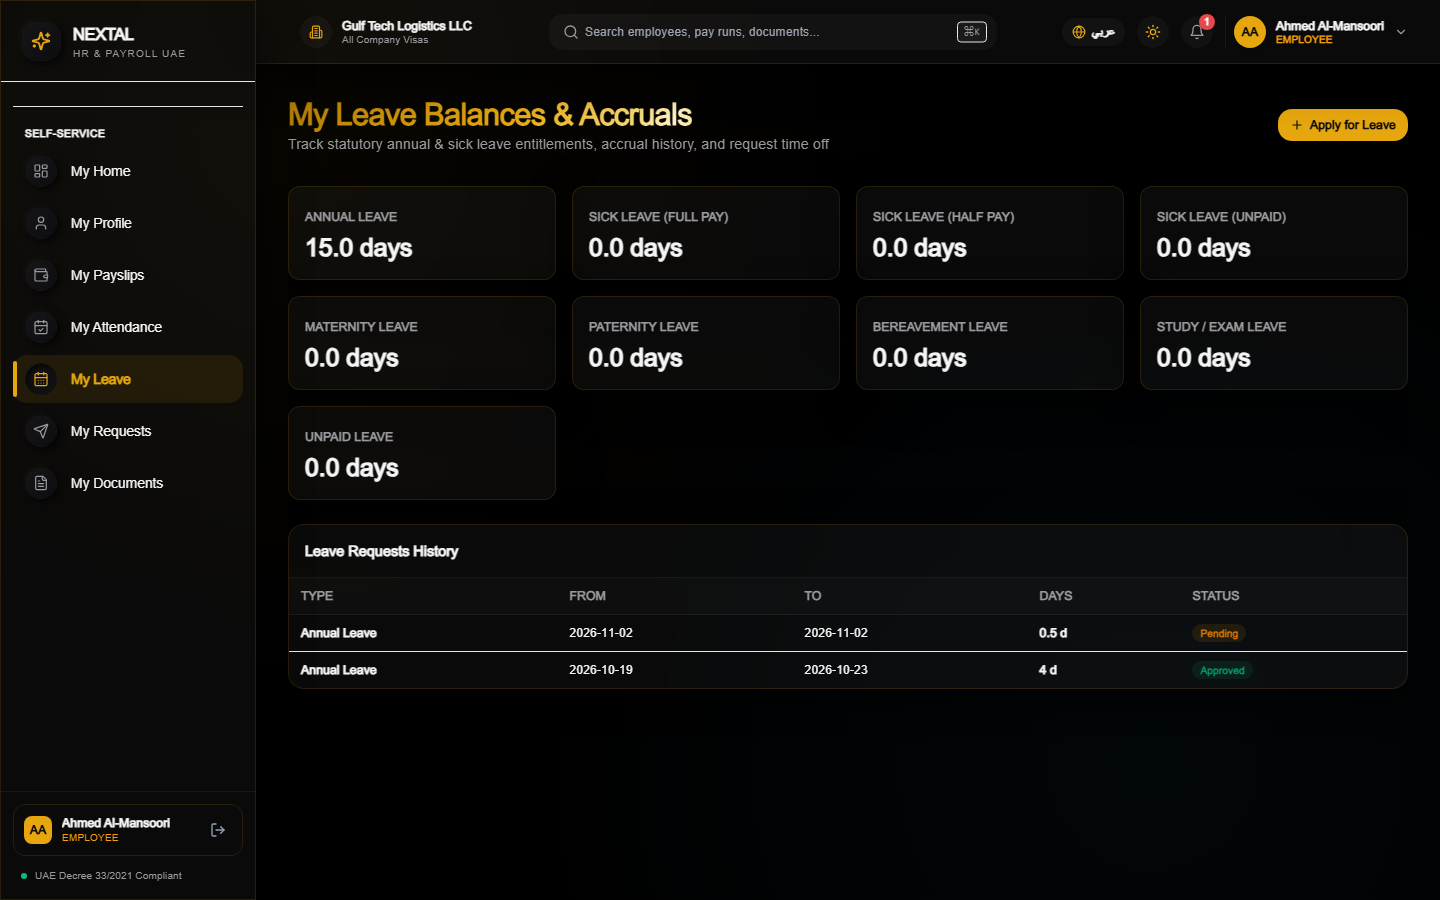 NEXTAL
HR & PAYROLL UAE
SELF-SERVICE
My Home
My Profile
My Payslips
My Attendance
My Leave
My Requests
My Documents
AA
Ahmed Al-Mansoori
EMPLOYEE
UAE Decree 33/2021 Compliant
Gulf Tech Logistics LLC
All Company Visas
Search employees, pay runs, documents...
⌘K
عربي
1
AA
Ahmed Al-Mansoori
EMPLOYEE
My Leave Balances & Accruals
Track statutory annual & sick leave entitlements, accrual history, and request time off
Apply for Leave
ANNUAL LEAVE
15.0 days
SICK LEAVE (FULL PAY)
0.0 days
SICK LEAVE (HALF PAY)
0.0 days
SICK LEAVE (UNPAID)
0.0 days
MATERNITY LEAVE
0.0 days
PATERNITY LEAVE
0.0 days
BEREAVEMENT LEAVE
0.0 days
STUDY / EXAM LEAVE
0.0 days
UNPAID LEAVE
0.0 days
Leave Requests History
TYPE FROM TO DAYS STATUS
Annual Leave 2026-11-02 2026-11-02 0.5 d Pending
Annual Leave 2026-10-19 2026-10-23 4 d Approved